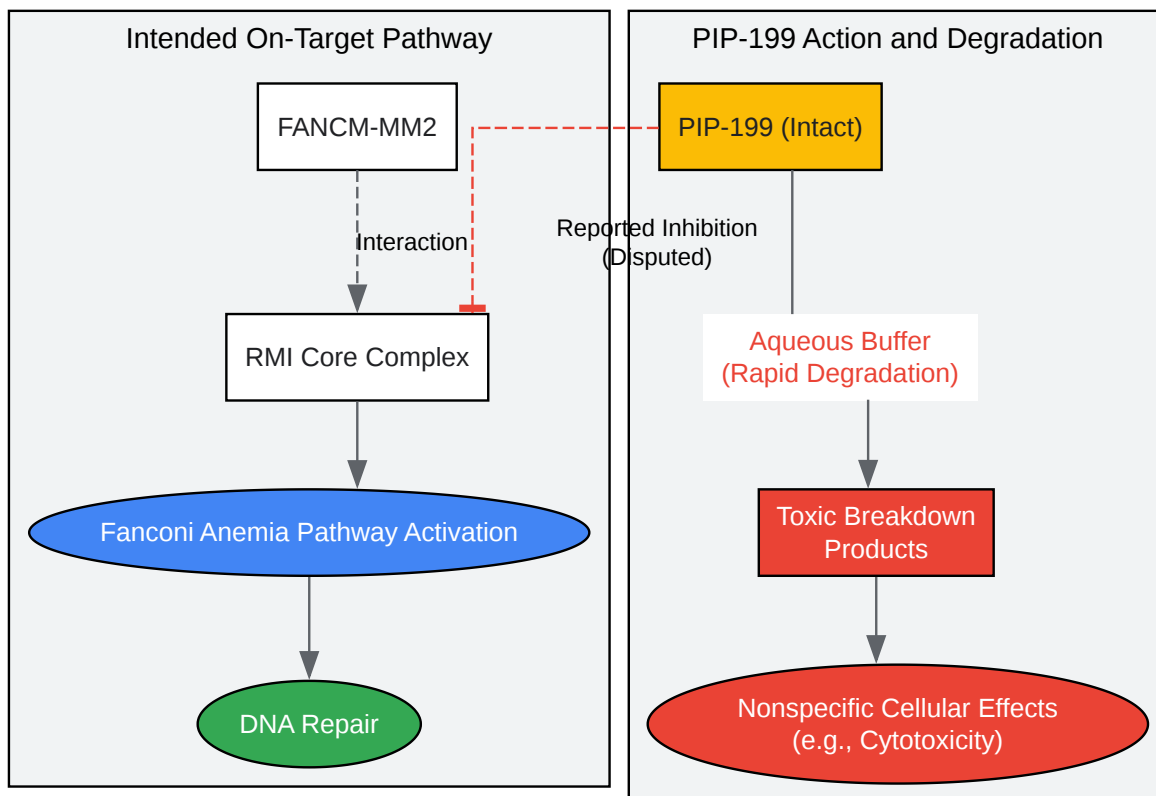 Intended On-Target Pathway
FANCM-MM2
Interaction
RMI Core Complex
Fanconi Anemia Pathway Activation
DNA Repair
PIP-199 Action and Degradation
PIP-199 (Intact)
Reported Inhibition
(Disputed)
Aqueous Buffer
(Rapid Degradation)
Toxic Breakdown
Products
Nonspecific Cellular Effects
(e.g., Cytotoxicity)